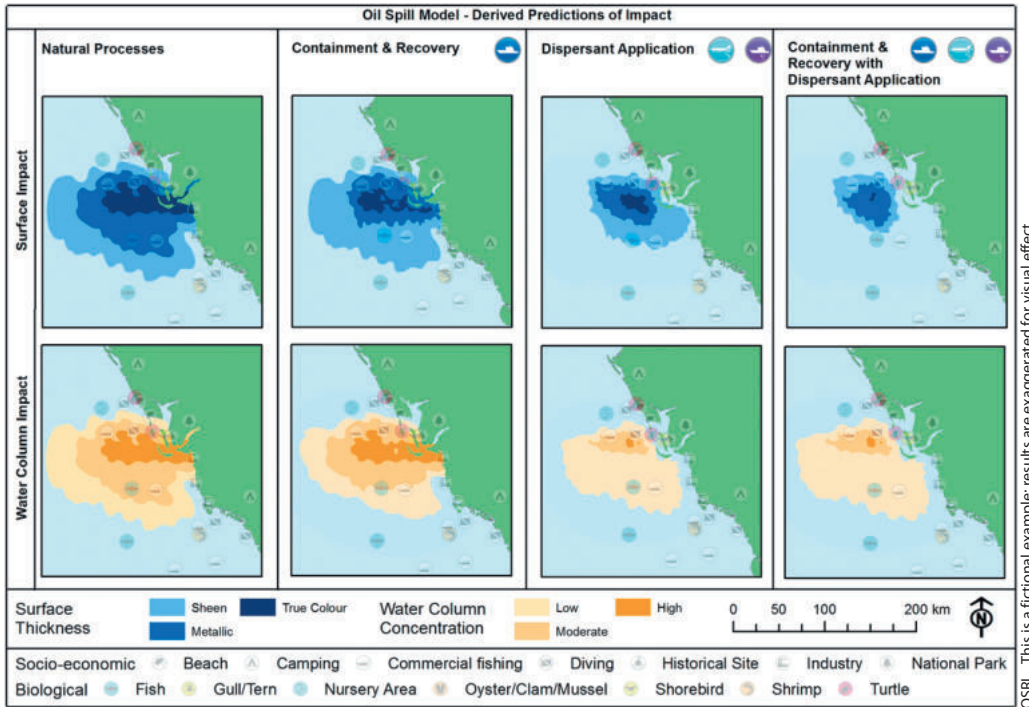 Oil Spill Model - Derived Predictions of Impact
Natural Processes
Containment & Recovery
Dispersant Application
Containment &
Recovery with
Dispersant Application
Surface Impact
Water Column Impact
Surface
Thickness
Sheen
True Colour
Metallic
Water Column
Concentration
Low
High
Moderate
0 50 100 200 km
N
Socio-economic Beach Camping Commercial fishing Diving Historical Site Industry National Park
Biological Fish Gull/Tern Nursery Area Oyster/Clam/Mussel Shorebird Shrimp Turtle
OSRL This is a fictional example; results are exaggerated for visual effect